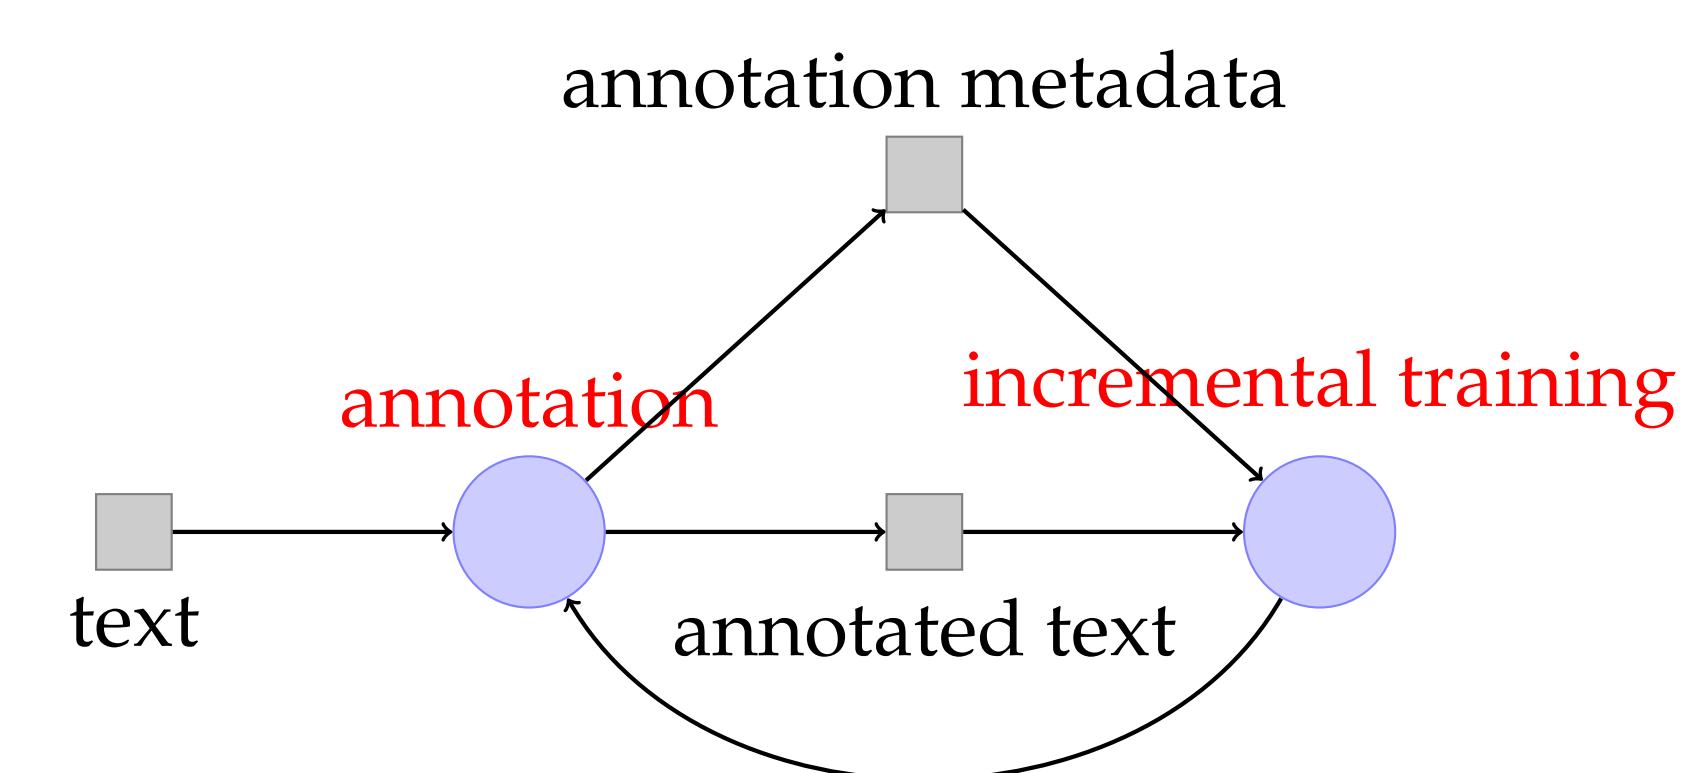 annotation metadata
incremental training
annotation
text
annotated text